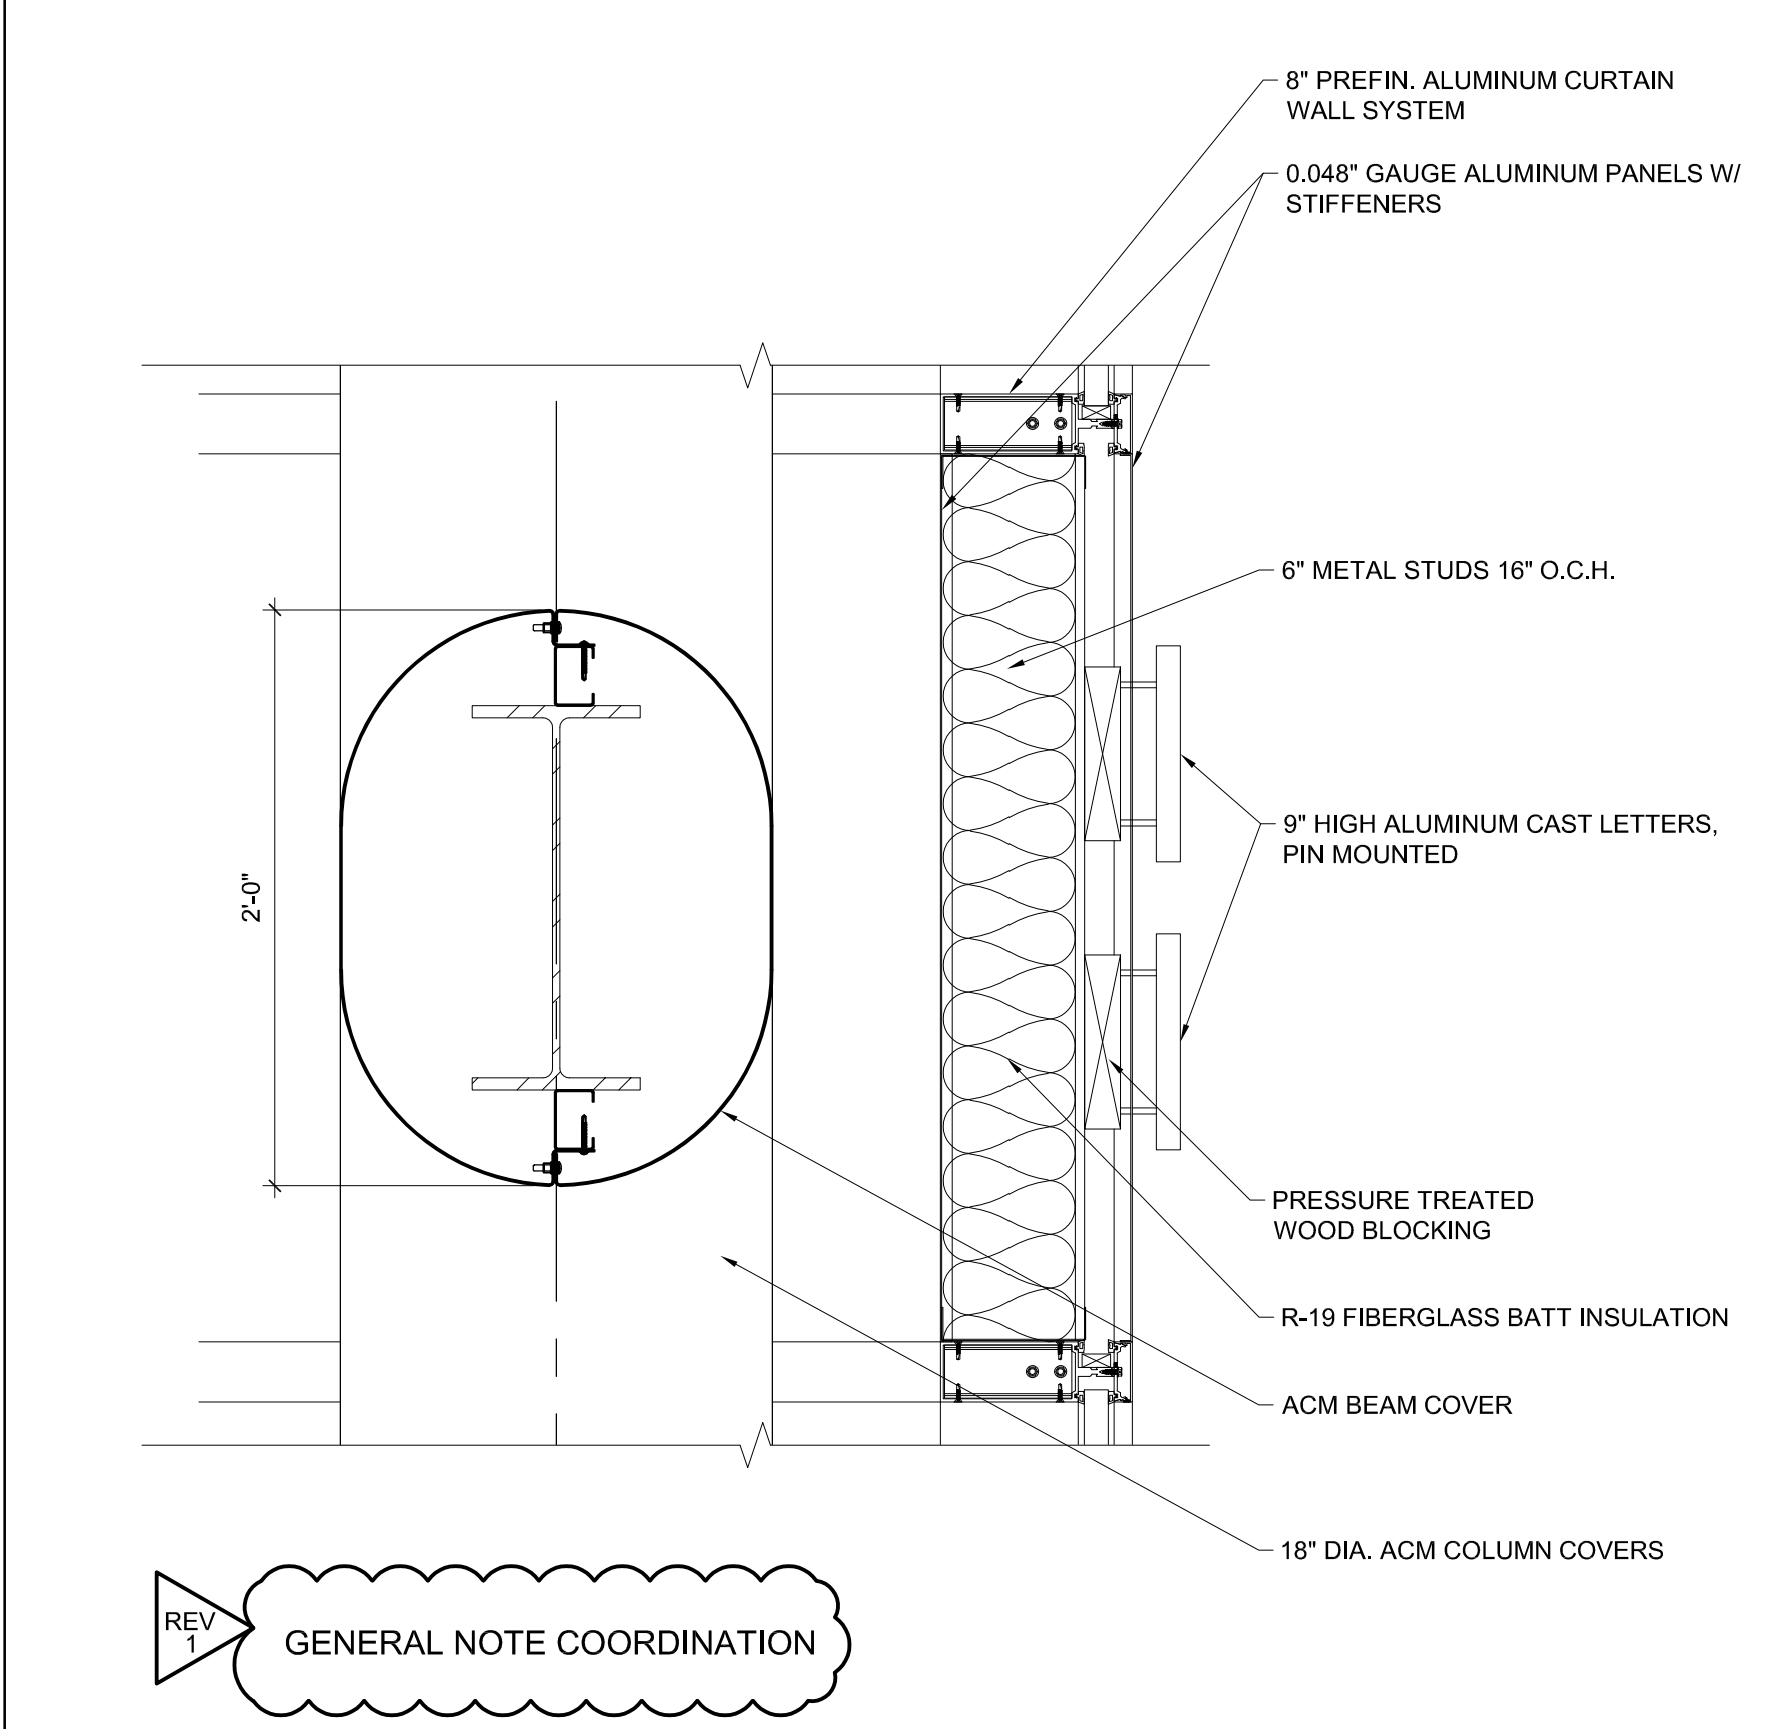 8" PREFIN. ALUMINUM CURTAIN
WALL SYSTEM
0.048" GAUGE ALUMINUM PANELS W/
STIFFENERS
6" METAL STUDS 16" O.C.H.
2'-0"
9" HIGH ALUMINUM CAST LETTERS,
PIN MOUNTED
PRESSURE TREATED
WOOD BLOCKING
R-19 FIBERGLASS BATT INSULATION
ACM BEAM COVER
18" DIA. ACM COLUMN COVERS
REV
1
GENERAL NOTE COORDINATION